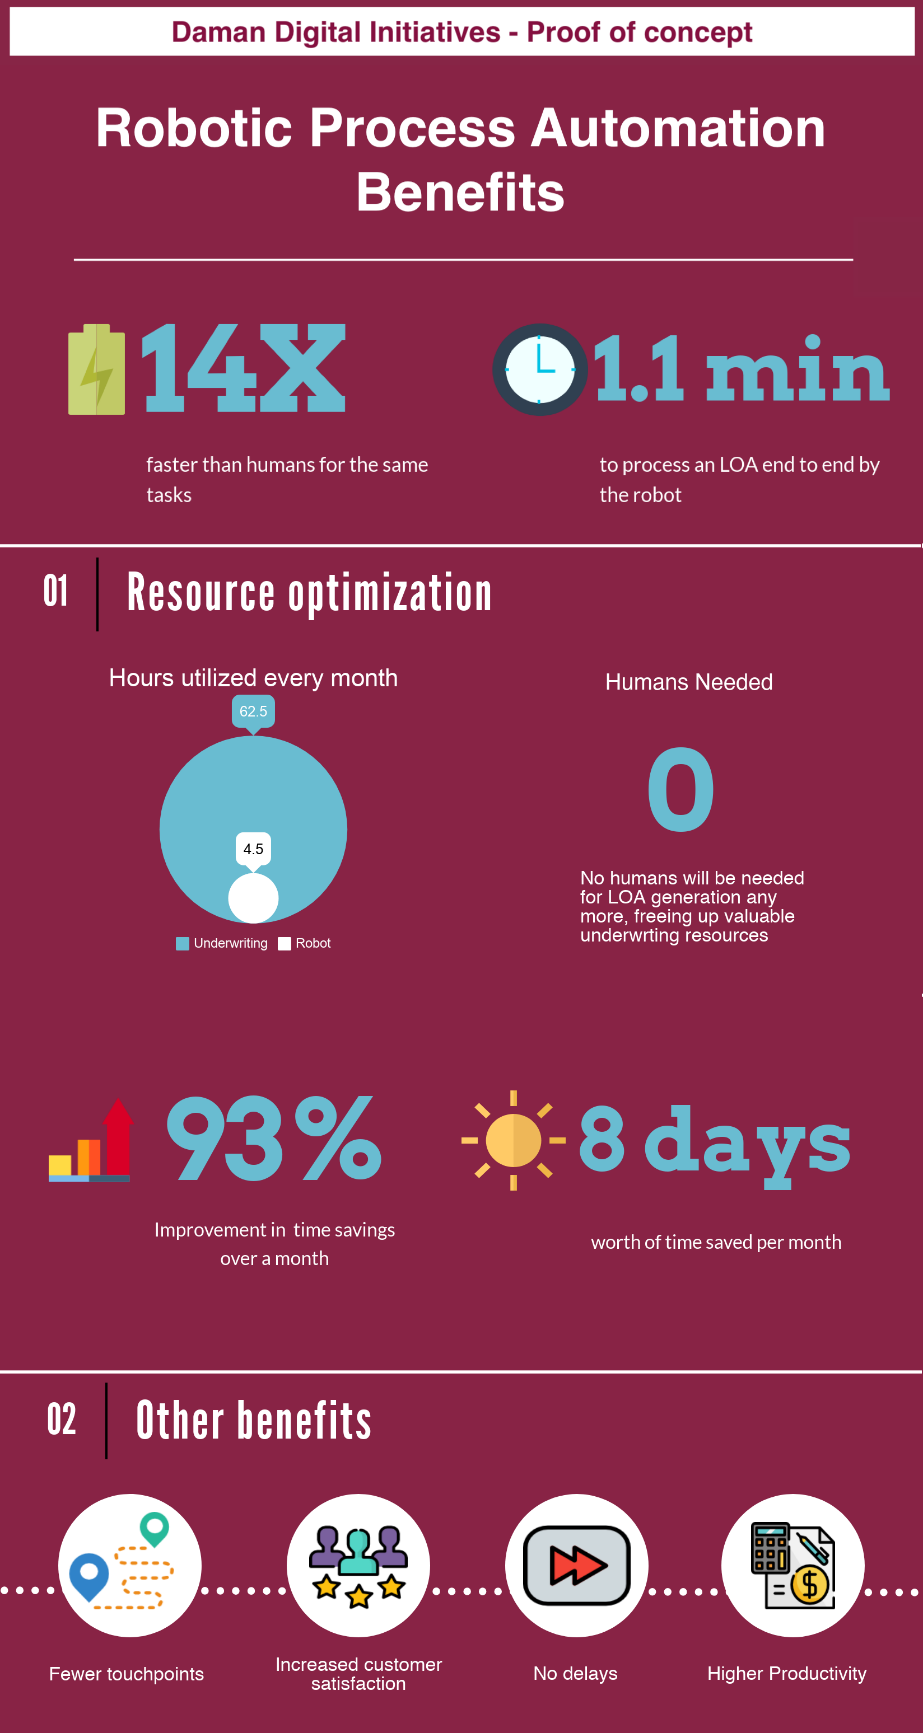 Daman Digital Initiatives - Proof of concept
Robotic Process Automation
Benefits
14X
faster than humans for the same
tasks
1.1 min
to process an LOA end to end by
the robot
01
Resource optimization
Hours utilized every month
62.5
4.5
Underwriting Robot
Humans Needed
0
No humans will be needed
for LOA generation any
more, freeing up valuable
underwrting resources
93%
Improvement in time savings
over a month
8 days
worth of time saved per month
02
Other benefits
Fewer touchpoints
Increased customer
satisfaction
No delays
Higher Productivity